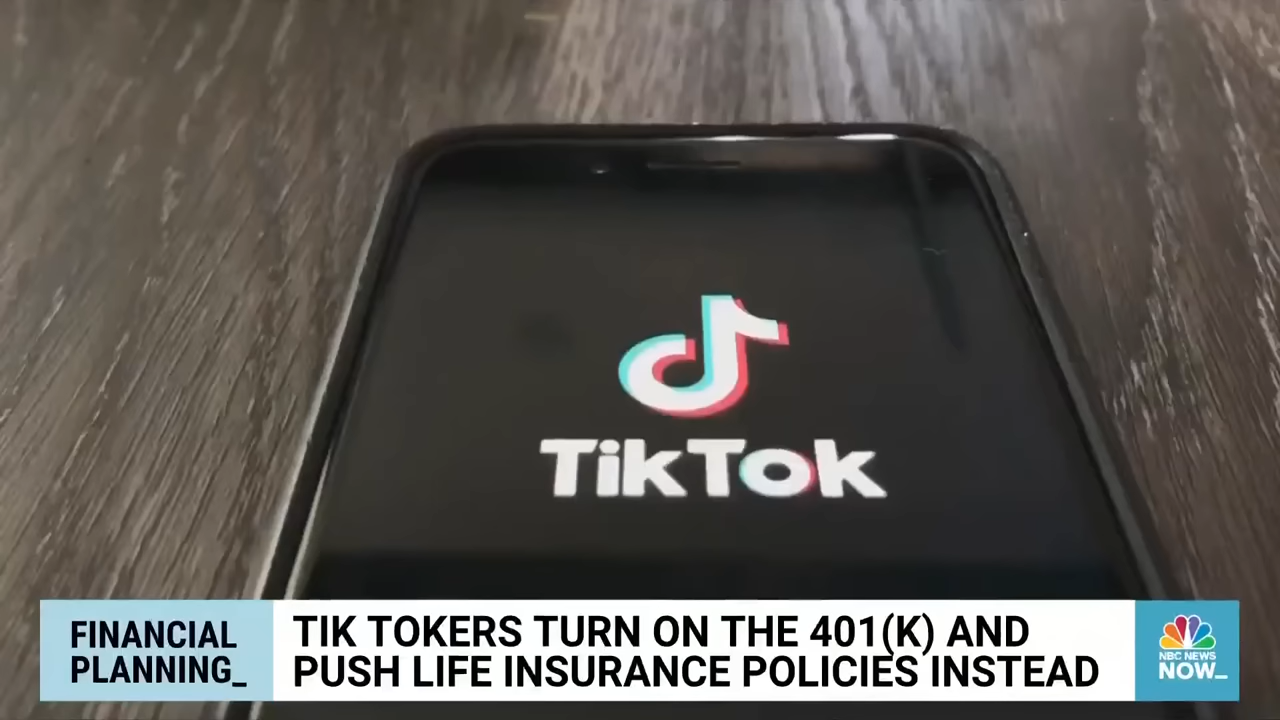 TikTok
FINANCIAL
PLANNING_
TIK TOKERS TURN ON THE 401(K) AND
PUSH LIFE INSURANCE POLICIES INSTEAD
NBC NEWS
NOW_